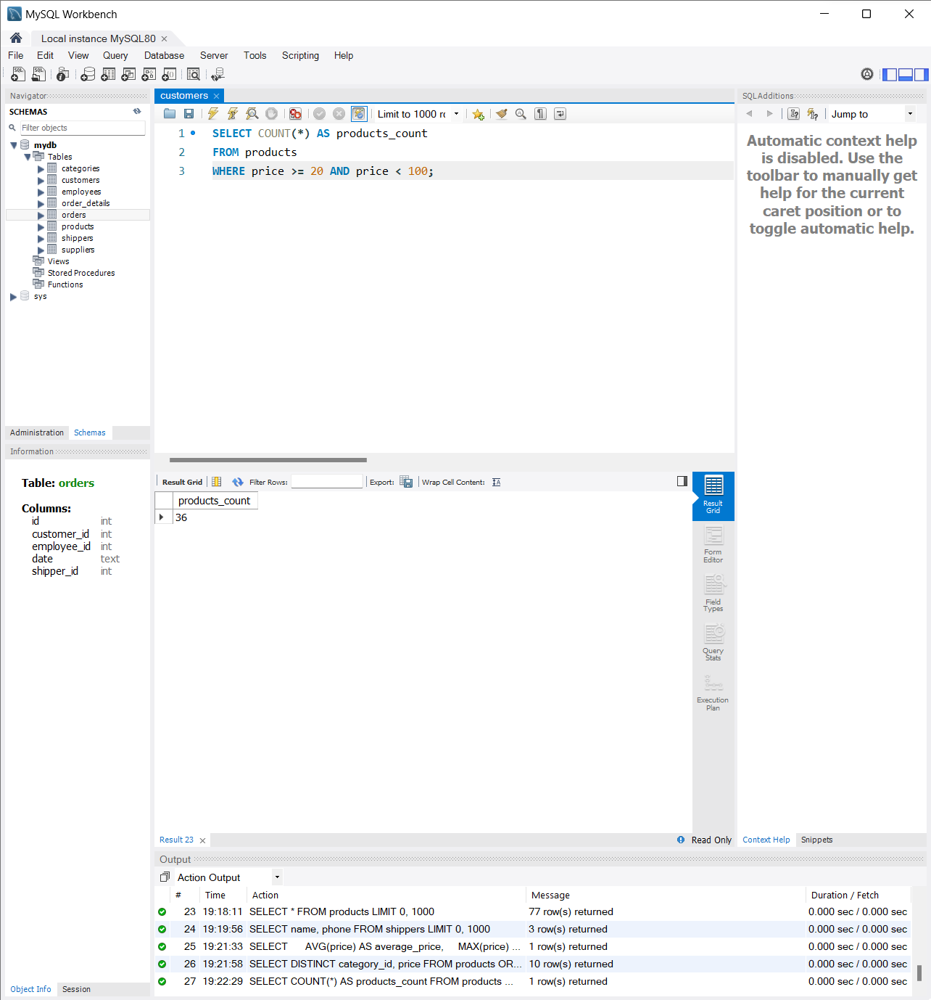 MySQL Workbench
Local instance MySQL80
File Edit View Query Database Server Tools Scripting Help
Navigator
SCHEMAS
Filter objects
mydb
Tables
categories
customers
employees
order_details
orders
products
shippers
suppliers
Views
Stored Procedures
Functions
sys
Administration Schemas
Information
Table: orders
Columns:
id int
customer_id int
employee_id int
date text
shipper_id int
Object Info Session
customers
Limit to 1000 rc
1 SELECT COUNT(*) AS products_count
2 FROM products
3 WHERE price >= 20 AND price < 100;
Result Grid Filter Rows: Export: Wrap Cell Content:
products_count
36
Result
Grid
Form
Editor
Field
Types
Query
Stats
Execution
Plan
Result 23 Read Only
SQLAdditions
Jump to
Automatic context help
is disabled. Use the
toolbar to manually get
help for the current
caret position or to
toggle automatic help.
Context Help Snippets
Output
Action Output
# Time Action Message Duration / Fetch
23 19:18:11 SELECT * FROM products LIMIT 0, 1000 77 row(s) returned 0.000 sec / 0.000 sec
24 19:19:56 SELECT name, phone FROM shippers LIMIT 0, 1000 3 row(s) returned 0.000 sec / 0.000 sec
25 19:21:33 SELECT AVG(price) AS average_price, MAX(price) ... 1 row(s) returned 0.000 sec / 0.000 sec
26 19:21:58 SELECT DISTINCT category_id, price FROM products OR... 10 row(s) returned 0.000 sec / 0.000 sec
27 19:22:29 SELECT COUNT(*) AS products_count FROM products ... 1 row(s) returned 0.000 sec / 0.000 sec